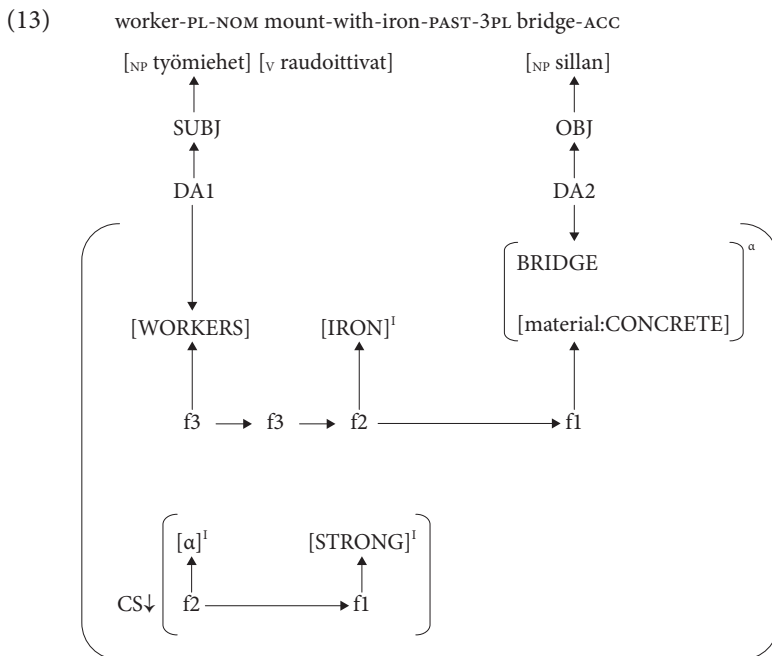 (13) worker-PL-NOM mount-with-iron-PAST-3PL bridge-ACC
[NP työmiehet] [V raudoittivat] [NP sillan]
SUBJ OBJ
DA1 DA2
BRIDGE α
[WORKERS] [IRON]I [material:CONCRETE]
f3 f3 f2 f1
[α]I [STRONG]I
CS↓ f2 f1